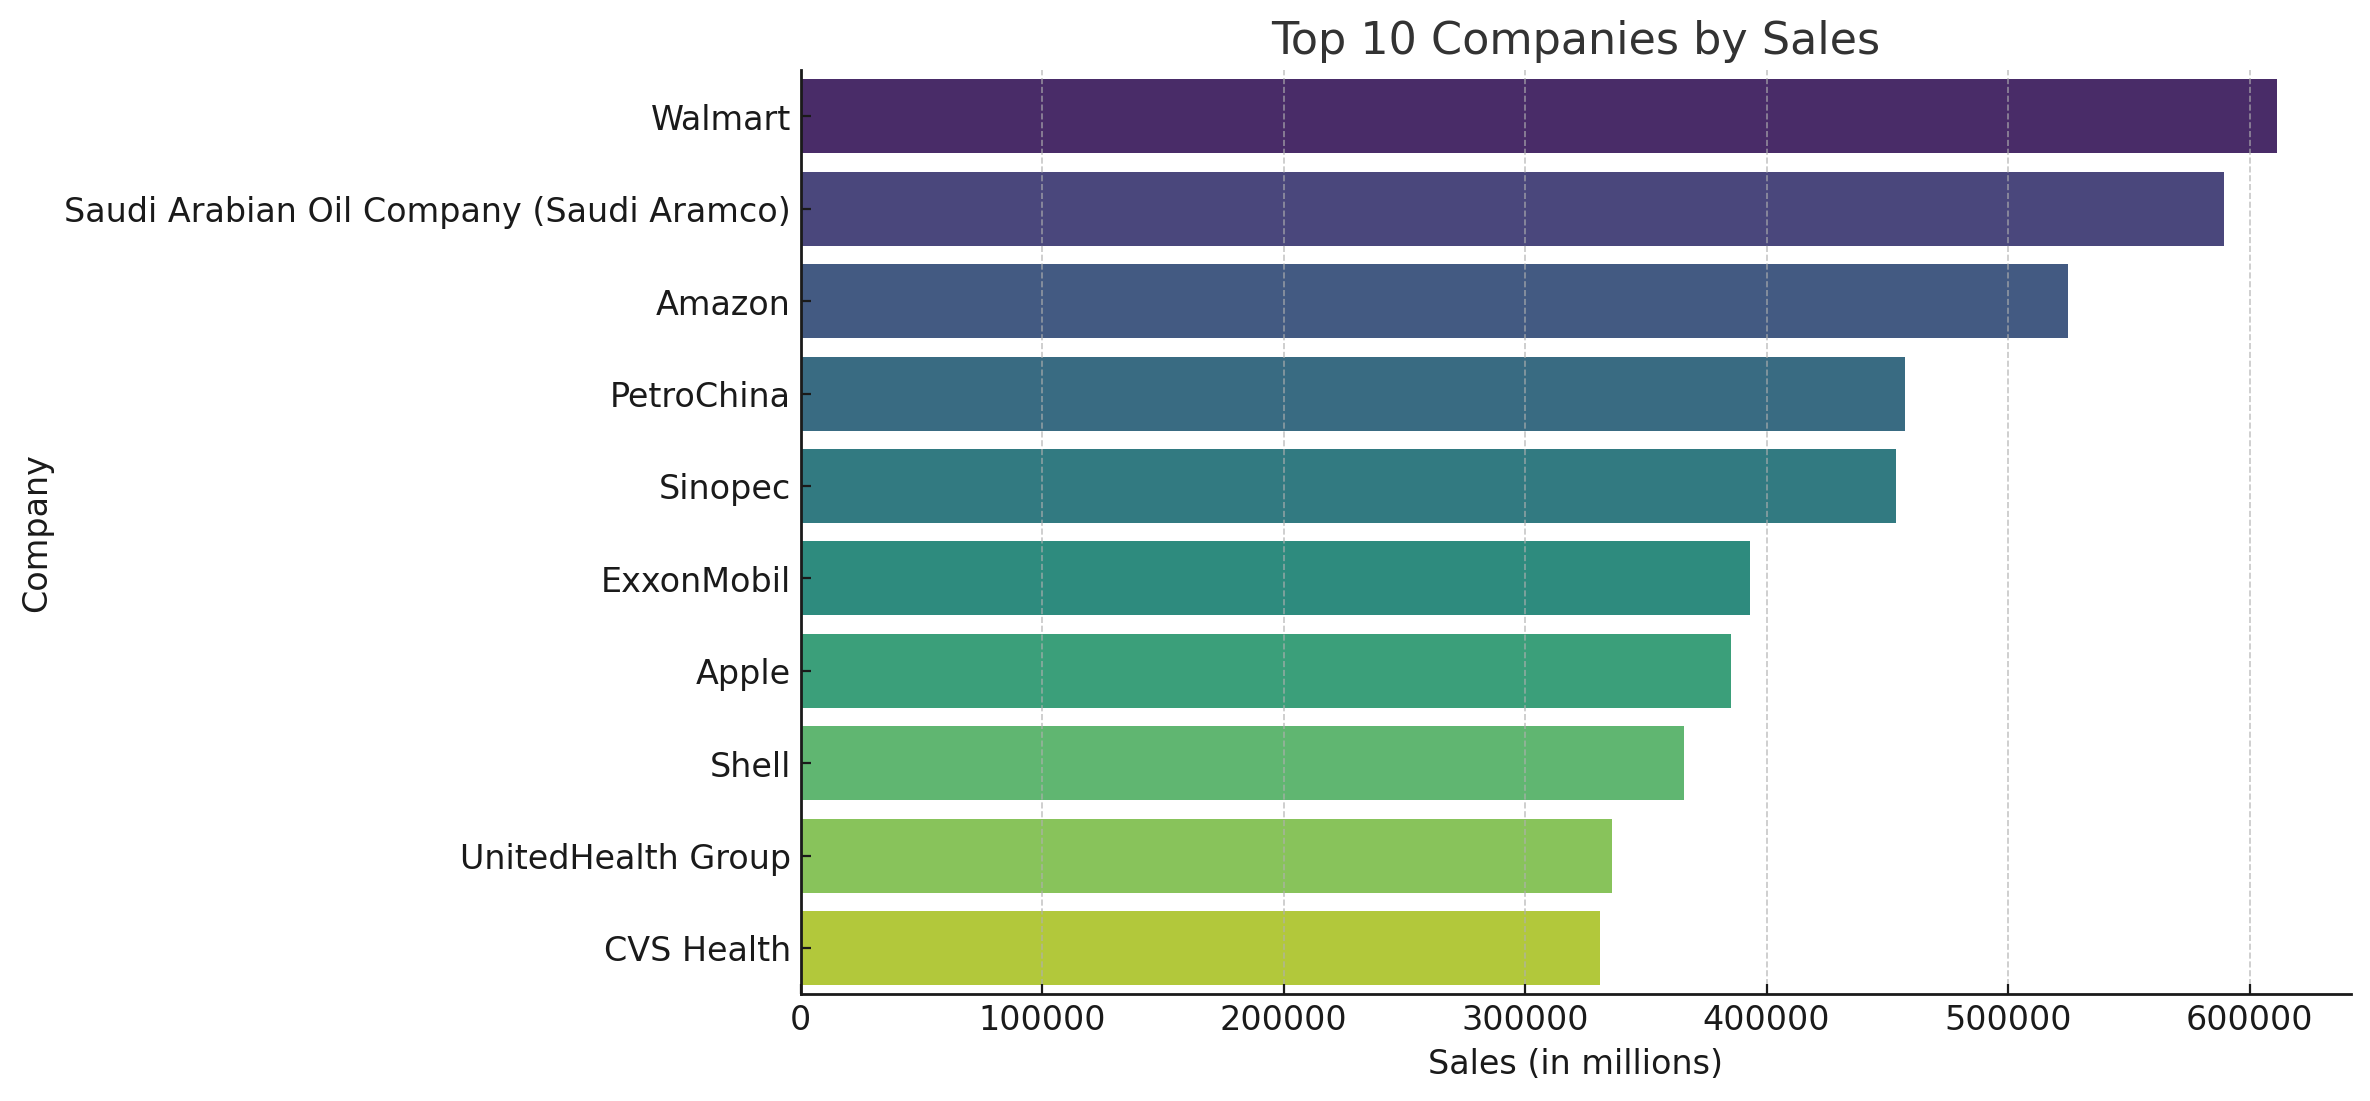 Top 10 Companies by Sales
Company
Walmart
Saudi Arabian Oil Company (Saudi Aramco)
Amazon
PetroChina
Sinopec
ExxonMobil
Apple
Shell
UnitedHealth Group
CVS Health
0 100000 200000 300000 400000 500000 600000
Sales (in millions)